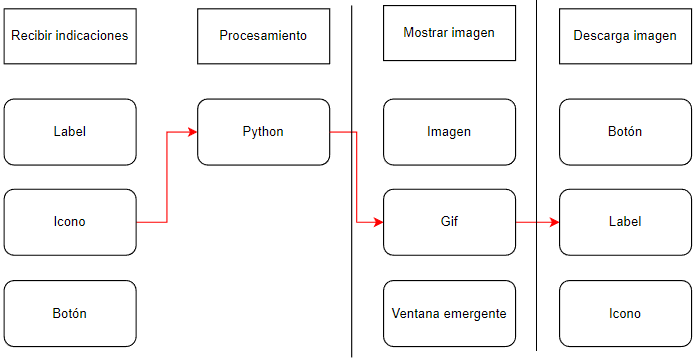 Recibir indicaciones
Procesamiento
Mostrar imagen
Descarga imagen
Label
Python
Imagen
Botón
Icono
Gif
Label
Botón
Ventana emergente
Icono